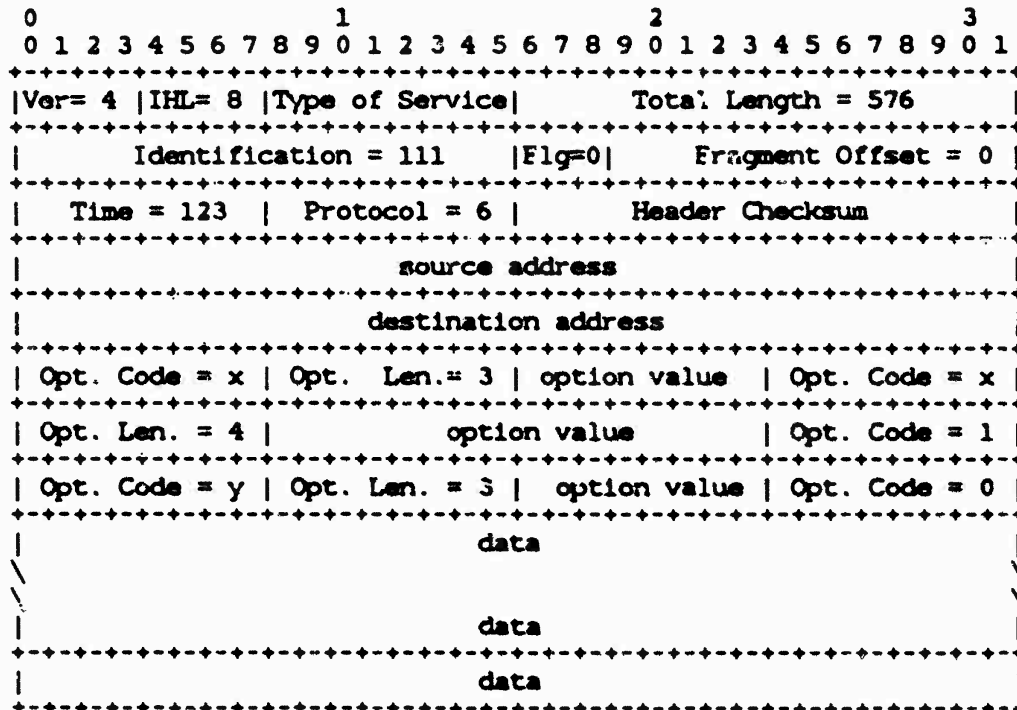 0                   1                   2                   3
0 1 2 3 4 5 6 7 8 9 0 1 2 3 4 5 6 7 8 9 0 1 2 3 4 5 6 7 8 9 0 1
+-+-+-+-+-+-+-+-+-+-+-+-+-+-+-+-+-+-+-+-+-+-+-+-+-+-+-+-+-+-+-+-+
|Ver= 4 |IHL= 8 |Type of Service|       Total Length = 576      |
+-+-+-+-+-+-+-+-+-+-+-+-+-+-+-+-+-+-+-+-+-+-+-+-+-+-+-+-+-+-+-+-+
|       Identification = 111    |Flg=0|     Fragment Offset = 0 |
+-+-+-+-+-+-+-+-+-+-+-+-+-+-+-+-+-+-+-+-+-+-+-+-+-+-+-+-+-+-+-+-+
|   Time = 123  |  Protocol = 6 |       Header Checksum         |
+-+-+-+-+-+-+-+-+-+-+-+-+-+-+-+-+-+-+-+-+-+-+-+-+-+-+-+-+-+-+-+-+
|                        source address                         |
+-+-+-+-+-+-+-+-+-+-+-+-+-+-+-+-+-+-+-+-+-+-+-+-+-+-+-+-+-+-+-+-+
|                      destination address                      |
+-+-+-+-+-+-+-+-+-+-+-+-+-+-+-+-+-+-+-+-+-+-+-+-+-+-+-+-+-+-+-+-+
| Opt. Code = x | Opt.  Len.= 3 | option value  | Opt. Code = x |
+-+-+-+-+-+-+-+-+-+-+-+-+-+-+-+-+-+-+-+-+-+-+-+-+-+-+-+-+-+-+-+-+
| Opt. Len. = 4 |           option value        | Opt. Code = 1 |
+-+-+-+-+-+-+-+-+-+-+-+-+-+-+-+-+-+-+-+-+-+-+-+-+-+-+-+-+-+-+-+-+
| Opt. Code = y | Opt. Len. = 3 |  option value | Opt. Code = 0 |
+-+-+-+-+-+-+-+-+-+-+-+-+-+-+-+-+-+-+-+-+-+-+-+-+-+-+-+-+-+-+-+-+
|                             data                              |
\                                                               \
\                                                               \
|                             data                              |
+-+-+-+-+-+-+-+-+-+-+-+-+-+-+-+-+-+-+-+-+-+-+-+-+-+-+-+-+-+-+-+-+
|                             data                              |
+-+-+-+-+-+-+-+-+-+-+-+-+-+-+-+-+-+-+-+-+-+-+-+-+-+-+-+-+-+-+-+-+